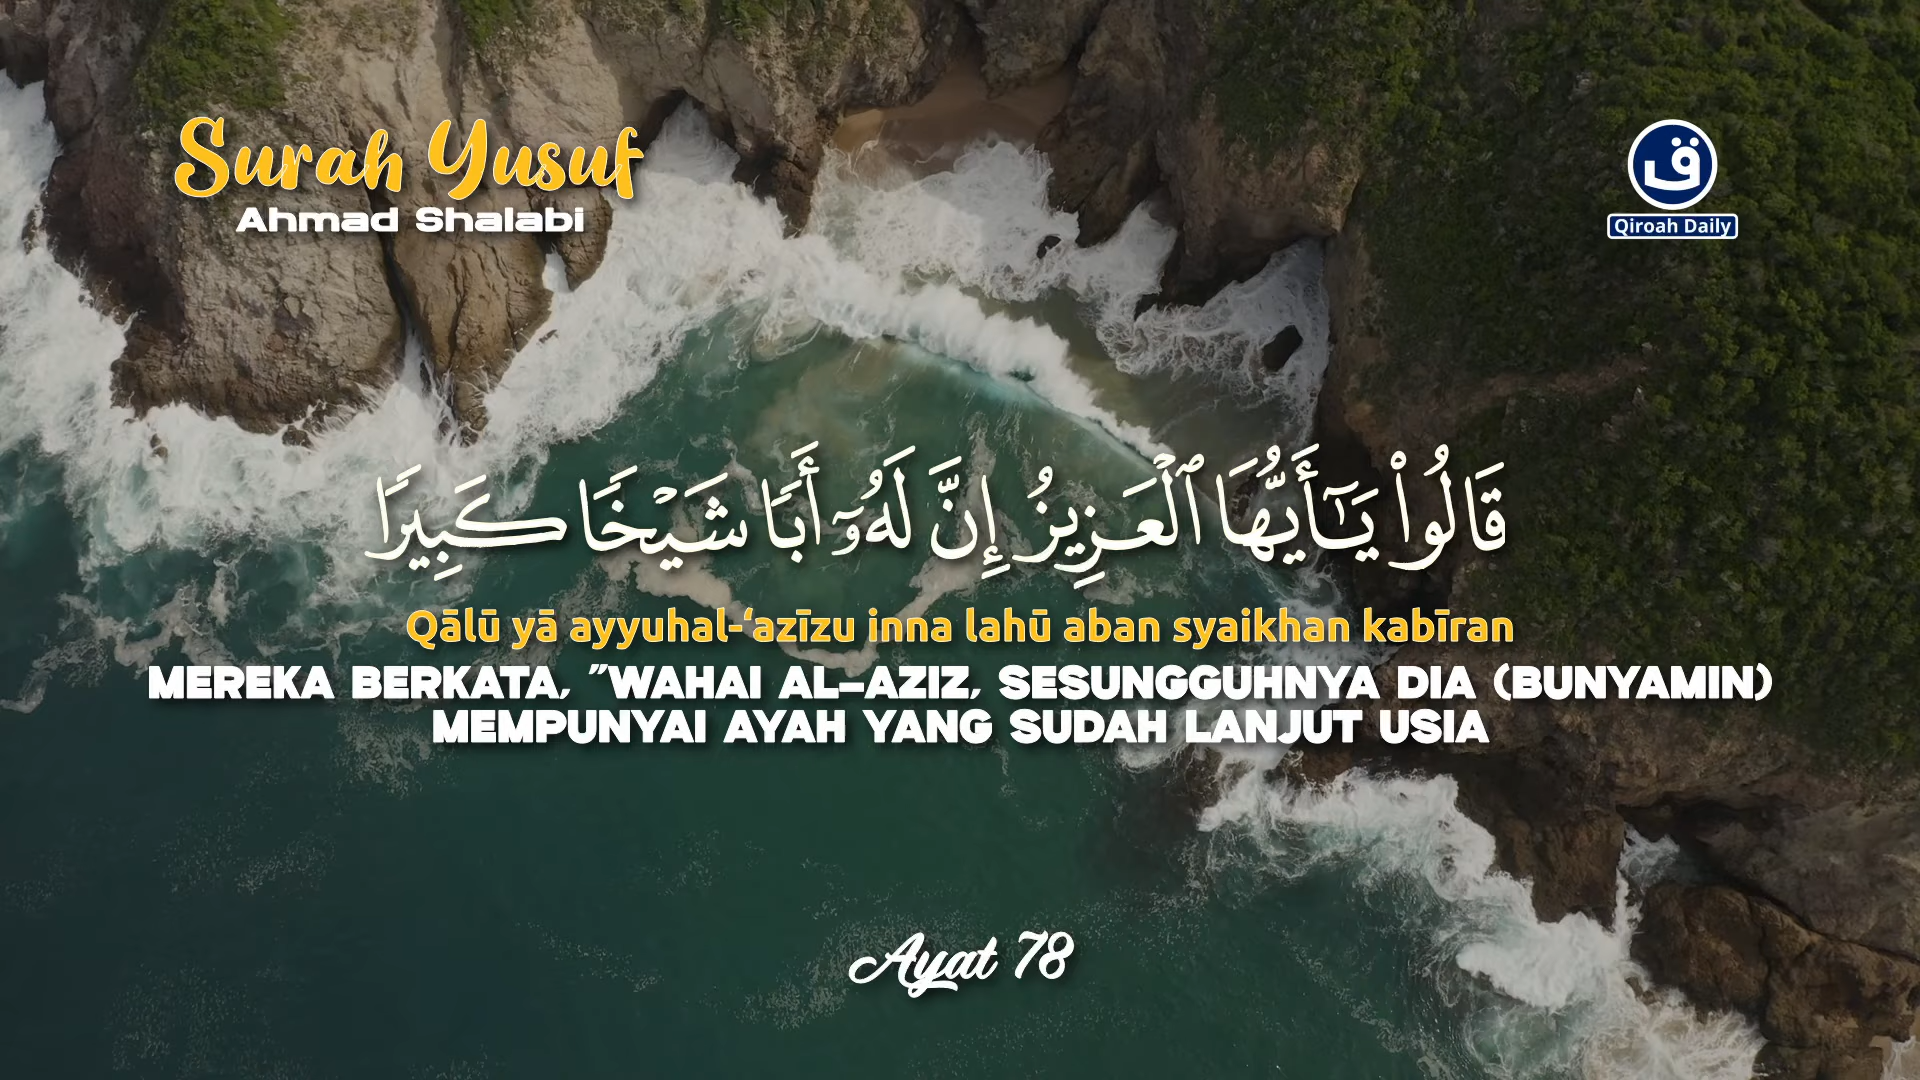 Surah Yusuf
Ahmad Shalabi
ق
Qiroah Daily
قَالُوا۟ يَـٰٓأَيُّهَا ٱلْعَزِيزُ إِنَّ لَهُۥٓ أَبًا شَيْخًا كَبِيرًا
Qālū yā ayyuhal-‘azīzu inna lahū aban syaikhan kabīran
MEREKA BERKATA, "WAHAI AL-AZIZ, SESUNGGUHNYA DIA (BUNYAMIN)
MEMPUNYAI AYAH YANG SUDAH LANJUT USIA
Ayat 78